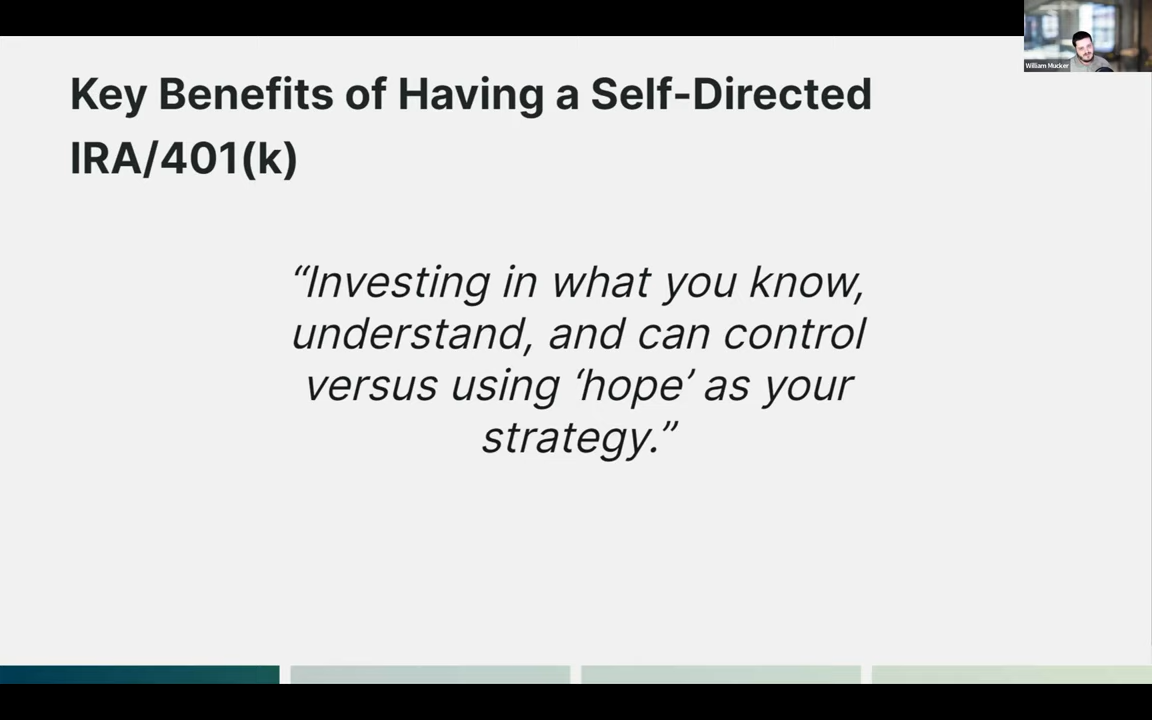 Key Benefits of Having a Self-Directed
IRA/401(k)
“Investing in what you know,
understand, and can control
versus using ‘hope’ as your
strategy.”
William Mucker